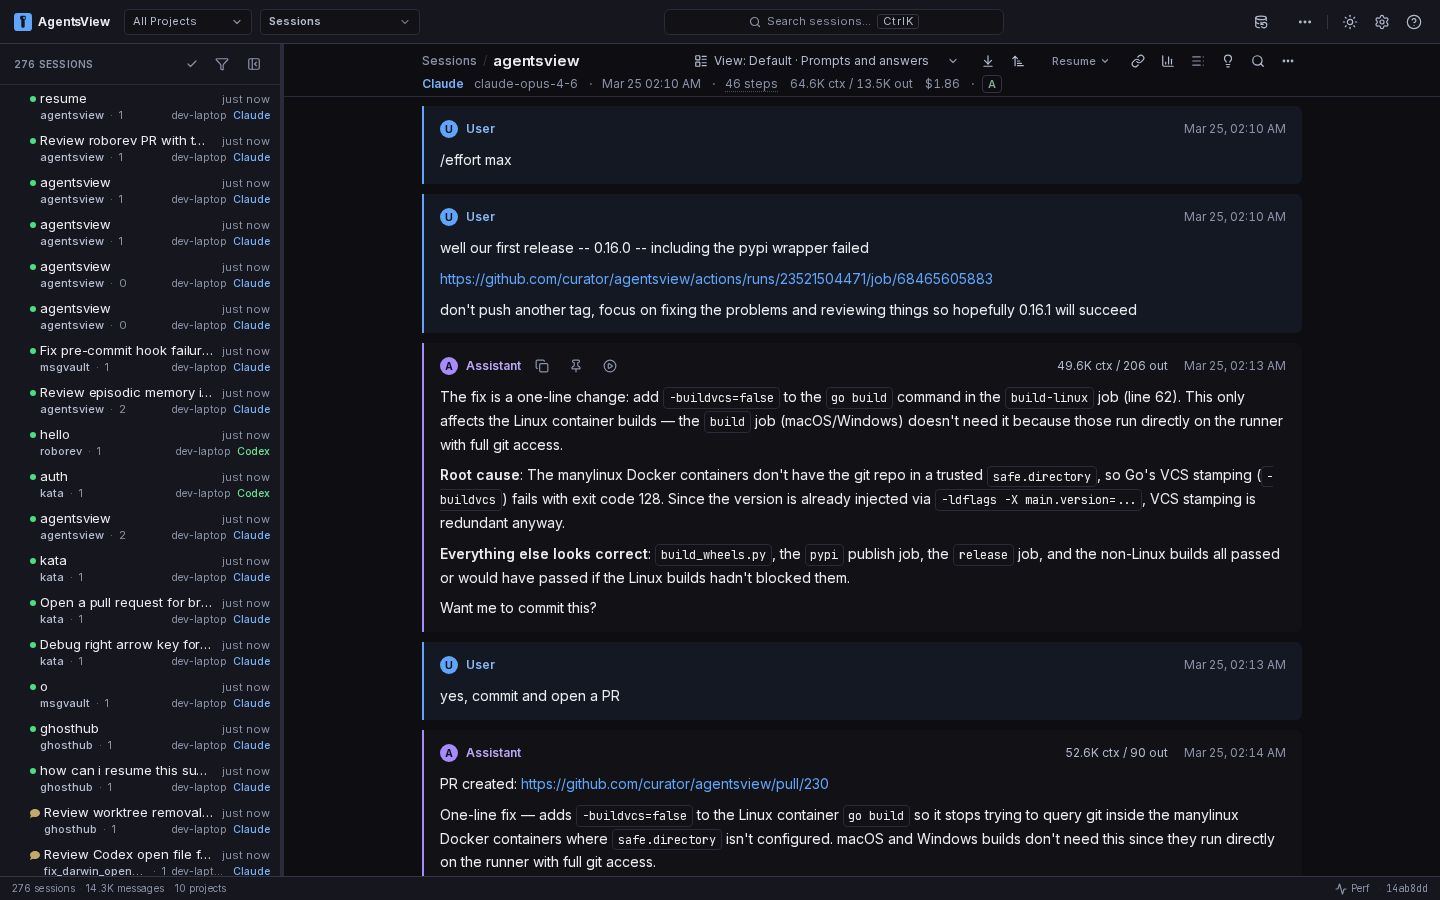 AgentsView
All Projects
Sessions
Search sessions... CtrlK
276 SESSIONS
resume just now
agentsview · 1 dev-laptop Claude
Review roborev PR with t... just now
agentsview · 1 dev-laptop Claude
agentsview just now
agentsview · 1 dev-laptop Claude
agentsview just now
agentsview · 1 dev-laptop Claude
agentsview just now
agentsview · 0 dev-laptop Claude
agentsview just now
agentsview · 0 dev-laptop Claude
Fix pre-commit hook failur... just now
msgvault · 1 dev-laptop Claude
Review episodic memory i... just now
agentsview · 2 dev-laptop Claude
hello just now
roborev · 1 dev-laptop Codex
auth just now
kata · 1 dev-laptop Codex
agentsview just now
agentsview · 2 dev-laptop Claude
kata just now
kata · 1 dev-laptop Claude
Open a pull request for br... just now
kata · 1 dev-laptop Claude
Debug right arrow key for... just now
kata · 1 dev-laptop Claude
o just now
msgvault · 1 dev-laptop Claude
ghosthub just now
ghosthub · 1 dev-laptop Claude
how can i resume this su... just now
ghosthub · 1 dev-laptop Claude
Review worktree removal... just now
ghosthub · 1 dev-laptop Claude
Review Codex open file f... just now
fix_darwin_open... · 1 dev-lapt... Claude
Sessions / agentsview
View: Default · Prompts and answers
Resume
Claude claude-opus-4-6 · Mar 25 02:10 AM · 46 steps 64.6K ctx / 13.5K out $1.86 · A
U User Mar 25, 02:10 AM
/effort max
U User Mar 25, 02:10 AM
well our first release -- 0.16.0 -- including the pypi wrapper failed
https://github.com/curator/agentsview/actions/runs/23521504471/job/68465605883
don't push another tag, focus on fixing the problems and reviewing things so hopefully 0.16.1 will succeed
A Assistant 49.6K ctx / 206 out Mar 25, 02:13 AM
The fix is a one-line change: add -buildvcs=false to the go build command in the build-linux job (line 62). This only
affects the Linux container builds — the build job (macOS/Windows) doesn't need it because those run directly on the runner
with full git access.
Root cause: The manylinux Docker containers don't have the git repo in a trusted safe.directory, so Go's VCS stamping (-
buildvcs) fails with exit code 128. Since the version is already injected via -ldflags -X main.version=..., VCS stamping is
redundant anyway.
Everything else looks correct: build_wheels.py, the pypi publish job, the release job, and the non-Linux builds all passed
or would have passed if the Linux builds hadn't blocked them.
Want me to commit this?
U User Mar 25, 02:13 AM
yes, commit and open a PR
A Assistant 52.6K ctx / 90 out Mar 25, 02:14 AM
PR created: https://github.com/curator/agentsview/pull/230
One-line fix — adds -buildvcs=false to the Linux container go build so it stops trying to query git inside the manylinux
Docker containers where safe.directory isn't configured. macOS and Windows builds don't need this since they run directly
on the runner with full git access.
276 sessions 14.3K messages 10 projects
Perf 14ab8dd